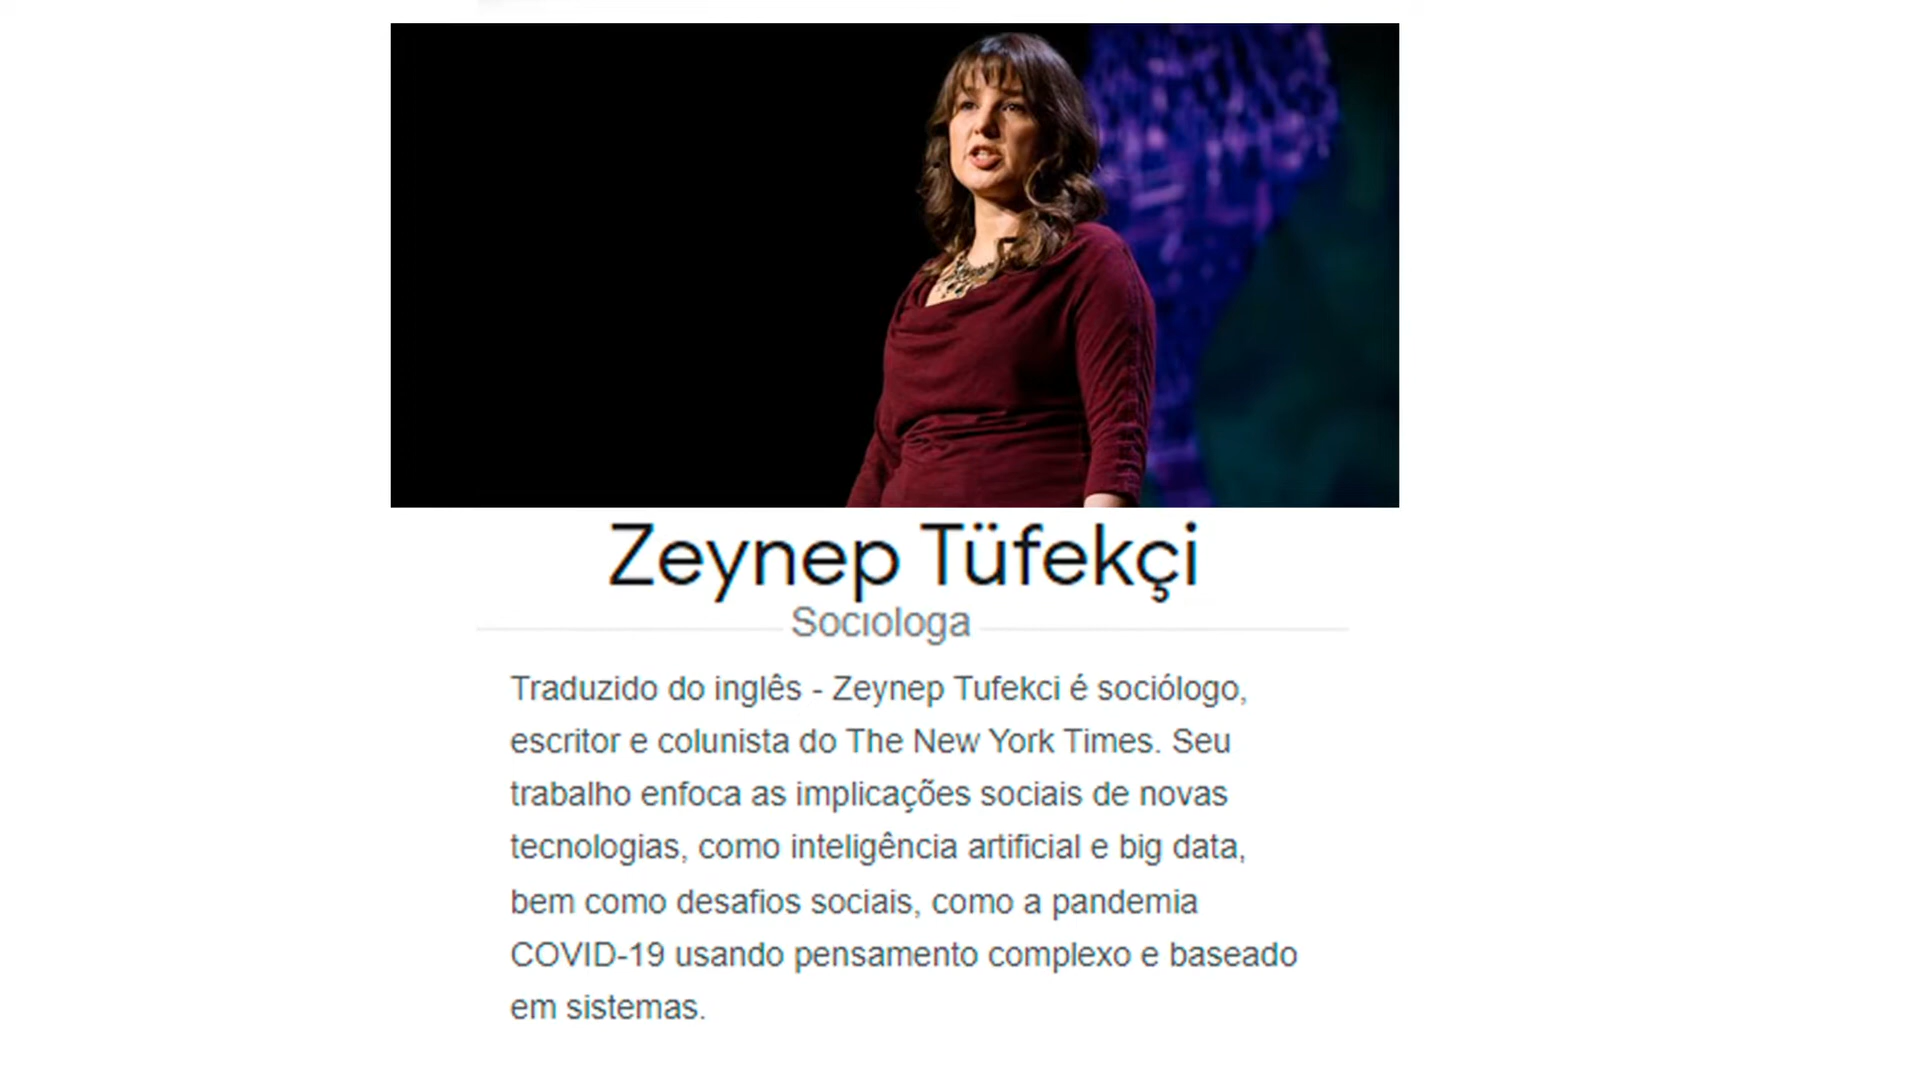 Zeynep Tüfekçi
Sociologa
Traduzido do inglês - Zeynep Tufekci é sociólogo,
escritor e colunista do The New York Times. Seu
trabalho enfoca as implicações sociais de novas
tecnologias, como inteligência artificial e big data,
bem como desafios sociais, como a pandemia
COVID-19 usando pensamento complexo e baseado
em sistemas.